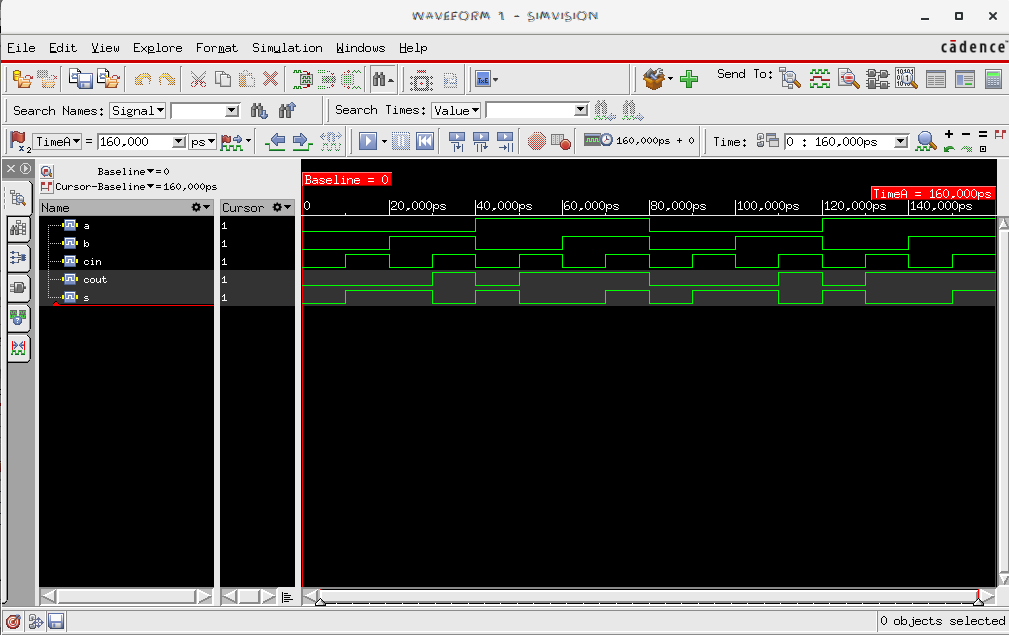 WAVEFORM 1 - SIMVISION
Eile Edit View Explore Format Simulation Windows Help
cādence™
Send To:
Search Names: Signal
Search Times: Value
TimeA = 160,000 ps
160,000ps + 0
Time: 0 : 160,000ps
Baseline=0
Cursor-Baseline=160,000ps
Name
Cursor
Baseline = 0
TimeA = 160,000ps
0 20,000ps 40,000ps 60,000ps 80,000ps 100,000ps 120,000ps 140,000ps
a 1
b 1
cin 1
cout 1
s 1
0 objects selected